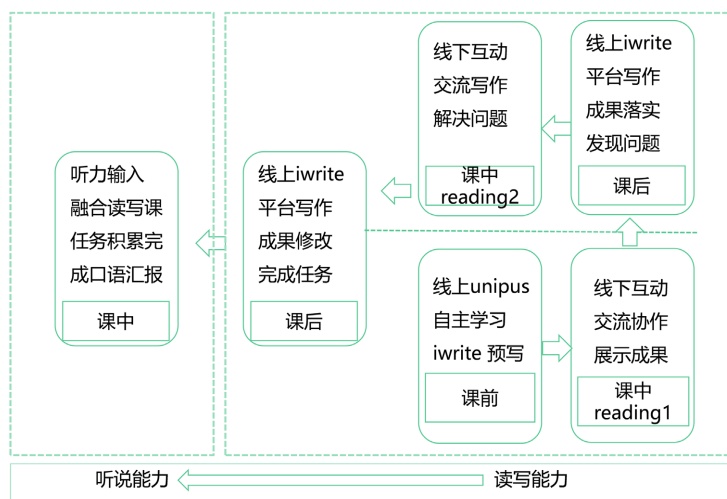 线下互动
交流写作
解决问题
课中
reading2
线上iwrite
平台写作
成果落实
发现问题
课后
听力输入
融合读写课
任务积累完
成口语汇报
课中
线上iwrite
平台写作
成果修改
完成任务
课后
线上unipus
自主学习
iwrite 预写
课前
线下互动
交流协作
展示成果
课中
reading1
听说能力
读写能力